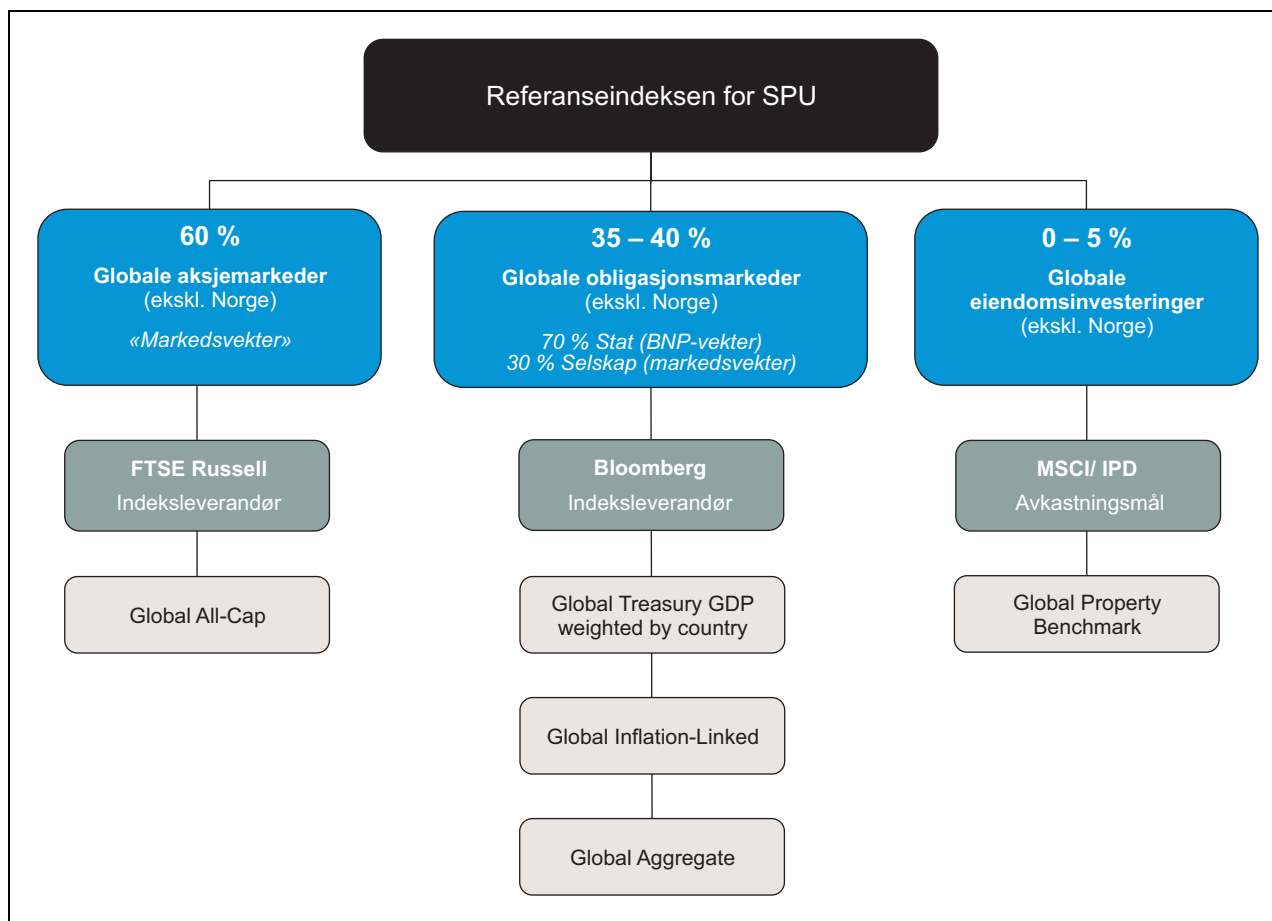 Referanseindeksen for SPU
60 %
Globale aksjemarkeder
(ekskl. Norge)
«Markedsvekter»
FTSE Russell
Indeksleverandør
Global All-Cap
35 – 40 %
Globale obligasjonsmarkeder
(ekskl. Norge)
70 % Stat (BNP-vekter)
30 % Selskap (markedsvekter)
Bloomberg
Indeksleverandør
Global Treasury GDP
weighted by country
Global Inflation-Linked
Global Aggregate
0 – 5 %
Globale
eiendomsinvesteringer
(ekskl. Norge)
MSCI/ IPD
Avkastningsmål
Global Property
Benchmark